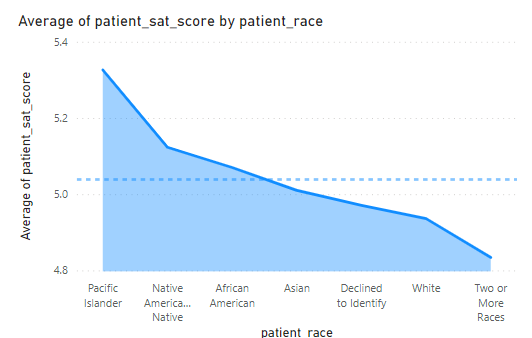 Average of patient_sat_score by patient_race
5.4
5.2
5.0
4.8
Average of patient_sat_score
Pacific
Islander
Native
America...
Native
African
American
Asian
Declined
to Identify
White
Two or
More
Races
patient_race